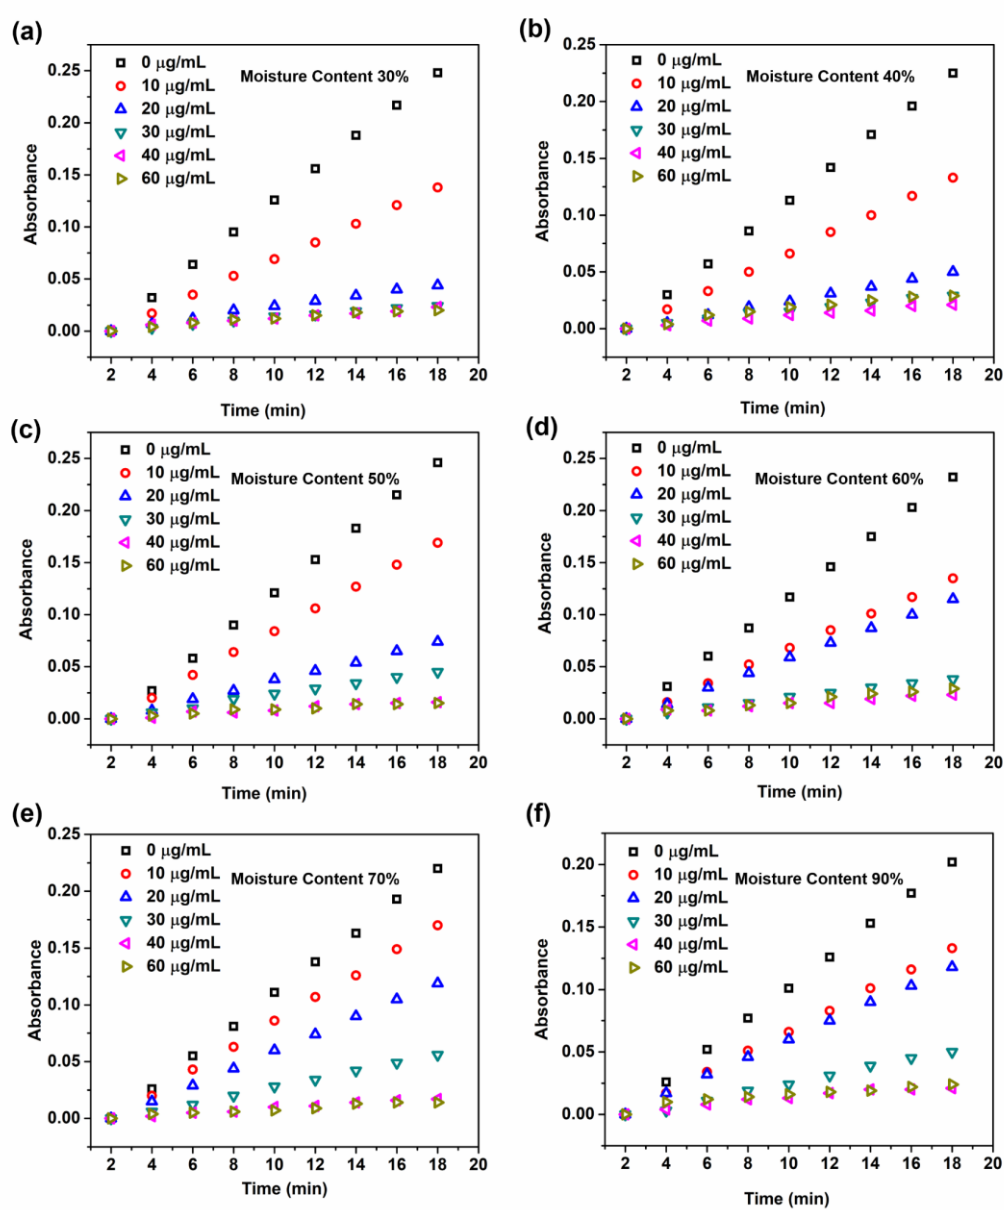 (a)
0.25
0.20
0.15
0.10
0.05
0.00
Absorbance
0 μg/mL
10 μg/mL
20 μg/mL
30 μg/mL
40 μg/mL
60 μg/mL
Moisture Content 30%
2 4 6 8 10 12 14 16 18 20
Time (min)
(b)
0.25
0.20
0.15
0.10
0.05
0.00
Absorbance
0 μg/mL
10 μg/mL
20 μg/mL
30 μg/mL
40 μg/mL
60 μg/mL
Moisture Content 40%
2 4 6 8 10 12 14 16 18 20
Time (min)
(c)
0.25
0.20
0.15
0.10
0.05
0.00
Absorbance
0 μg/mL
10 μg/mL
20 μg/mL
30 μg/mL
40 μg/mL
60 μg/mL
Moisture Content 50%
2 4 6 8 10 12 14 16 18 20
Time (min)
(d)
0.25
0.20
0.15
0.10
0.05
0.00
Absorbance
0 μg/mL
10 μg/mL
20 μg/mL
30 μg/mL
40 μg/mL
60 μg/mL
Moisture Content 60%
2 4 6 8 10 12 14 16 18 20
Time (min)
(e)
0.25
0.20
0.15
0.10
0.05
0.00
Absorbance
0 μg/mL
10 μg/mL
20 μg/mL
30 μg/mL
40 μg/mL
60 μg/mL
Moisture Content 70%
2 4 6 8 10 12 14 16 18 20
Time (min)
(f)
0.20
0.15
0.10
0.05
0.00
Absorbance
0 μg/mL
10 μg/mL
20 μg/mL
30 μg/mL
40 μg/mL
60 μg/mL
Moisture Content 90%
2 4 6 8 10 12 14 16 18 20
Time (min)